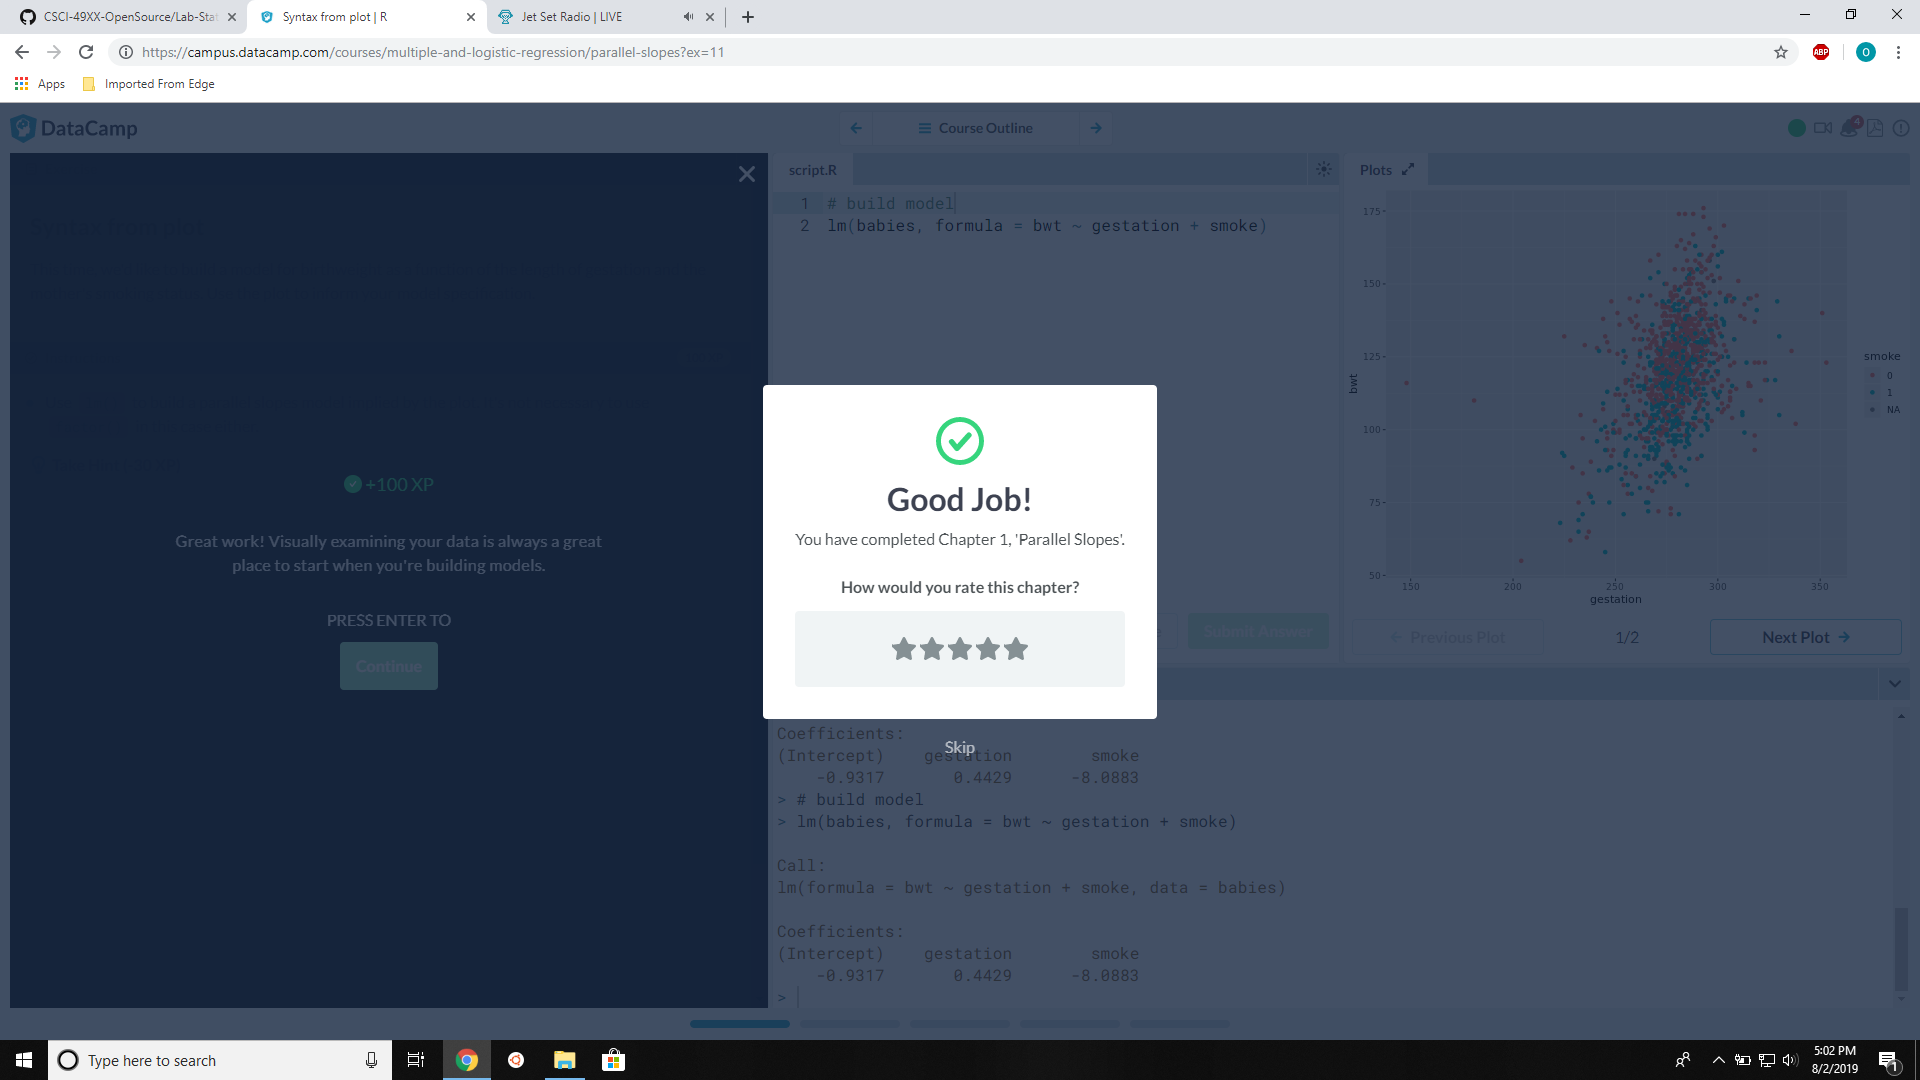 CSCI-49XX-OpenSource/Lab-Stat
Syntax from plot | R
Jet Set Radio | LIVE
https://campus.datacamp.com/courses/multiple-and-logistic-regression/parallel-slopes?ex=11
ABP
O
Apps
Imported From Edge
DataCamp
Course Outline
4
script.R
Plots
1 # build model
2 lm(babies, formula = bwt ~ gestation + smoke)
175
150
125
100
75
50
bwt
150 200 250 300 350
gestation
smoke
0
1
NA
Syntax from plot
+100 XP
Great work! Visually examining your data is always a great
place to start when you're building models.
PRESS ENTER TO
Continue
Good Job!
You have completed Chapter 1, 'Parallel Slopes'.
How would you rate this chapter?
Skip
Submit Answer
Previous Plot
1/2
Next Plot
Coefficients:
(Intercept) gestation smoke
-0.9317 0.4429 -8.0883
> # build model
> lm(babies, formula = bwt ~ gestation + smoke)
Call:
lm(formula = bwt ~ gestation + smoke, data = babies)
Coefficients:
(Intercept) gestation smoke
-0.9317 0.4429 -8.0883
>
Type here to search
5:02 PM
8/2/2019
1